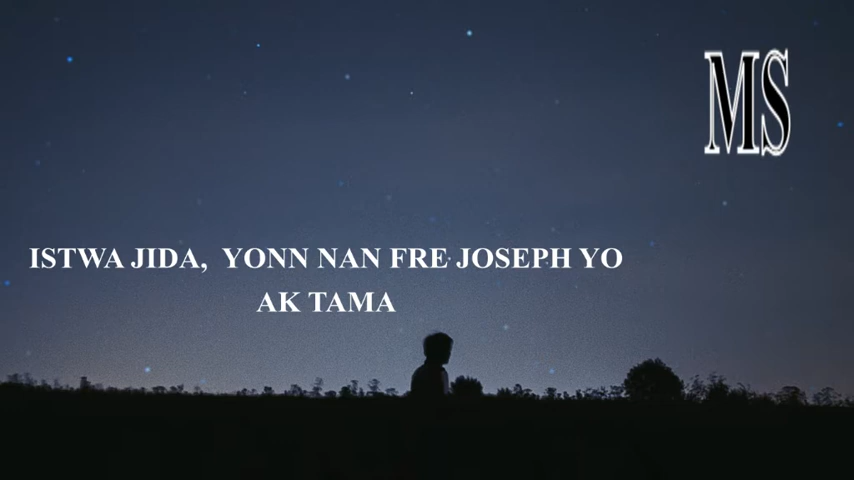 MS
ISTWA JIDA, YONN NAN FRE JOSEPH YO
AK TAMA